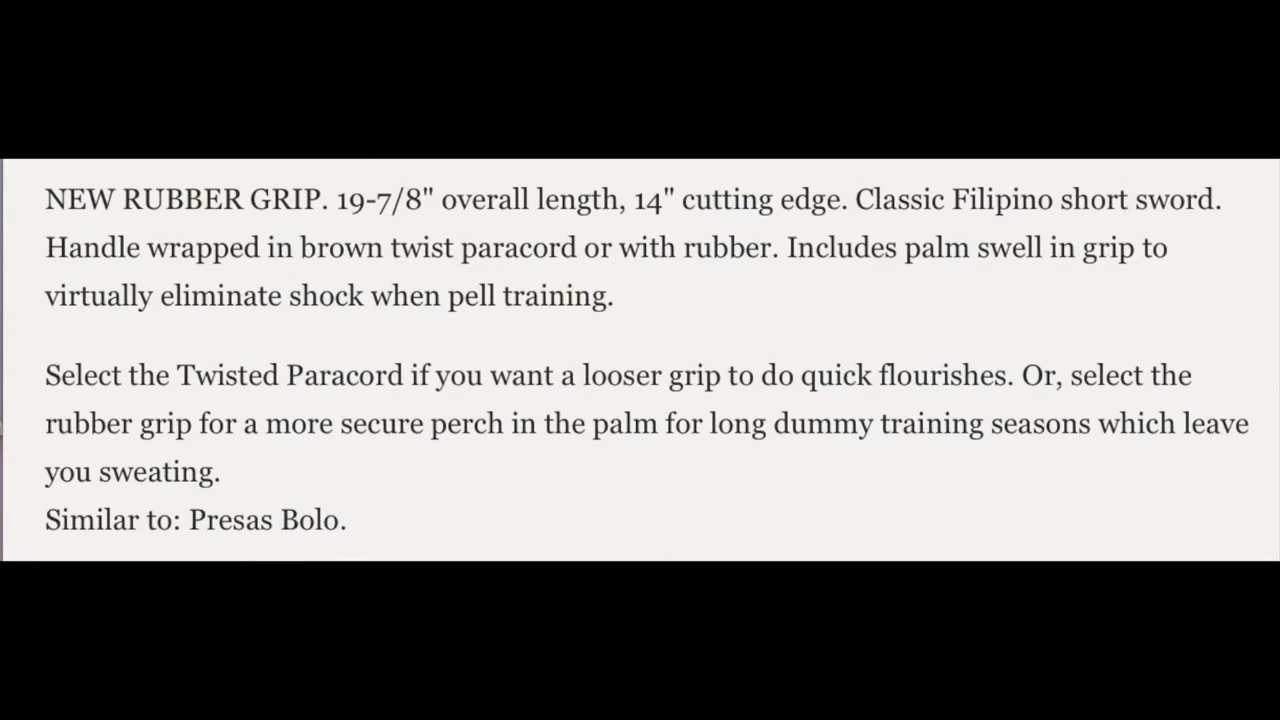 NEW RUBBER GRIP. 19-7/8" overall length, 14" cutting edge. Classic Filipino short sword.
Handle wrapped in brown twist paracord or with rubber. Includes palm swell in grip to
virtually eliminate shock when pell training.
Select the Twisted Paracord if you want a looser grip to do quick flourishes. Or, select the
rubber grip for a more secure perch in the palm for long dummy training seasons which leave
you sweating.
Similar to: Presas Bolo.